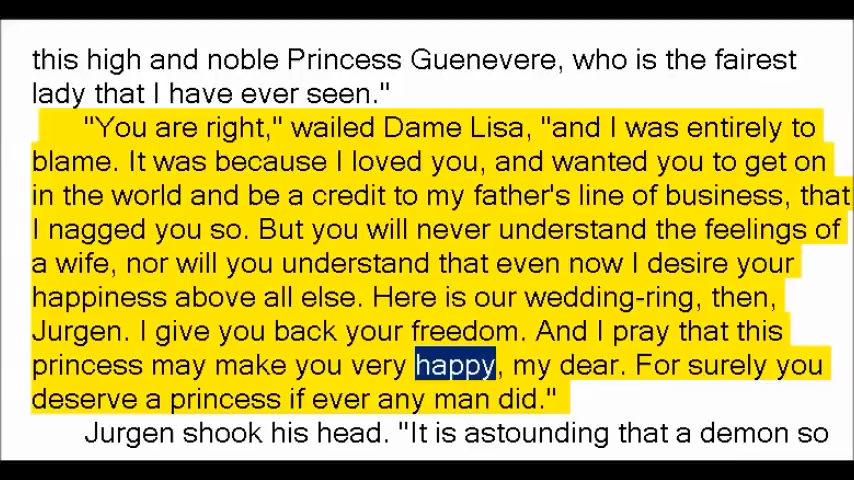 this high and noble Princess Guenevere, who is the fairest
lady that I have ever seen."
"You are right," wailed Dame Lisa, "and I was entirely to
blame. It was because I loved you, and wanted you to get on
in the world and be a credit to my father's line of business, that
I nagged you so. But you will never understand the feelings of
a wife, nor will you understand that even now I desire your
happiness above all else. Here is our wedding-ring, then,
Jurgen. I give you back your freedom. And I pray that this
princess may make you very happy, my dear. For surely you
deserve a princess if ever any man did."
Jurgen shook his head. "It is astounding that a demon so